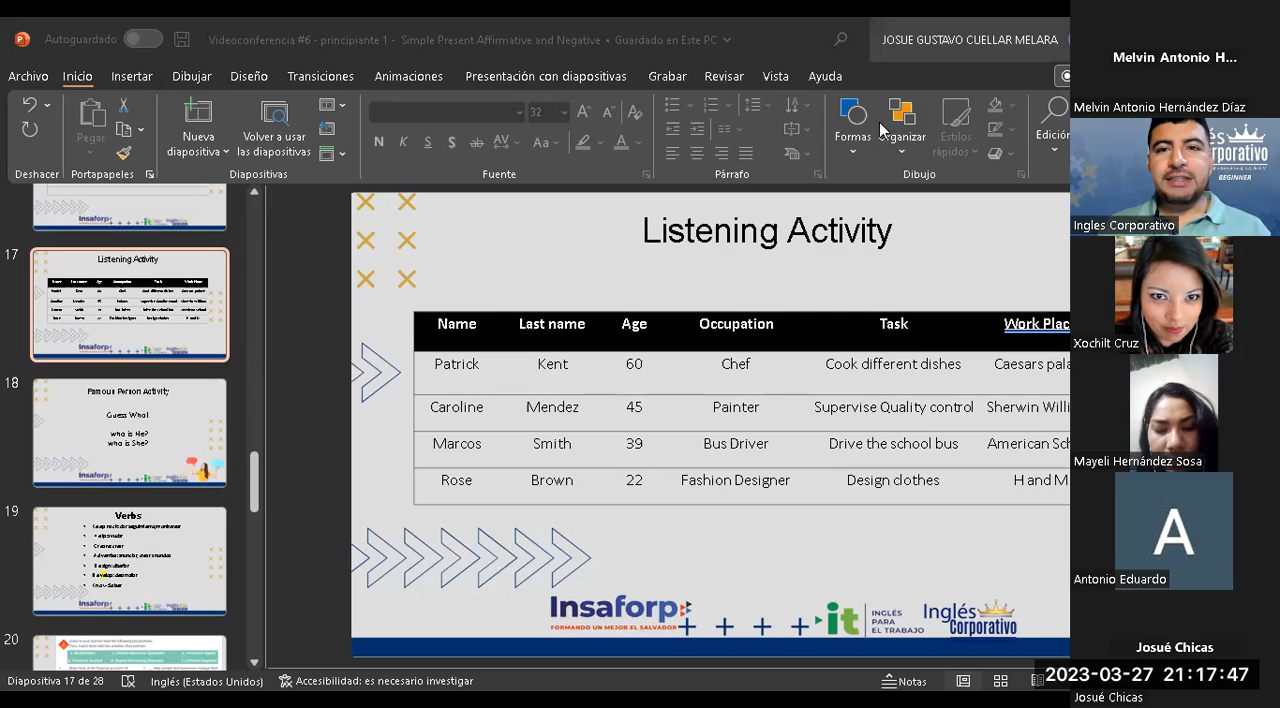 Autoguardado
Videoconferencia #6 - principiante 1 - Simple Present Affirmative and Negative • Guardado en Este PC
JOSUE GUSTAVO CUELLAR MELARA
Archivo Inicio Insertar Dibujar Diseño Transiciones Animaciones Presentación con diapositivas Grabar Revisar Vista Ayuda
Pegar
Nueva diapositiva
Volver a usar las diapositivas
32
N K S S AV Aa A
Formas
Organizar
Estilos rápidos
Edición
Deshacer Portapapeles Diapositivas Fuente Párrafo Dibujo
17
Listening Activity
18
Famous Person Activity
Guess Who!
who is He?
who is She?
19
Verbs
20
Listening Activity
Name Last name Age Occupation Task Work Plac
Patrick Kent 60 Chef Cook different dishes Caesars pala
Caroline Mendez 45 Painter Supervise Quality control Sherwin Willi
Marcos Smith 39 Bus Driver Drive the school bus American Sch
Rose Brown 22 Fashion Designer Design clothes H and M
Insaforp
FORMANDO UN MEJOR EL SALVADOR
it
INGLÉS
PARA
EL TRABAJO
Inglés
Corporativo
Diapositiva 17 de 28
Inglés (Estados Unidos)
Accesibilidad: es necesario investigar
Notas
Melvin Antonio H...
Melvin Antonio Hernández Díaz
BEGINNER
Ingles Corporativo
Xochilt Cruz
Mayeli Hernández Sosa
A
Antonio Eduardo
Josué Chicas
2023-03-27 21:17:47
Josué Chicas